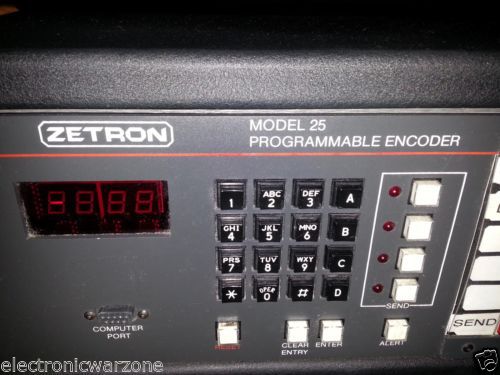 ZETRON
MODEL 25
PROGRAMMABLE ENCODER
1 ABC 2 DEF 3 A
GHI 4 JKL 5 MNO 6 B
PRS 7 TUV 8 WXY 9 C
* OPER 0 # D
SEND
SEND
COMPUTER PORT
RESET
CLEAR ENTRY
ENTER
ALERT
electronicwarzone